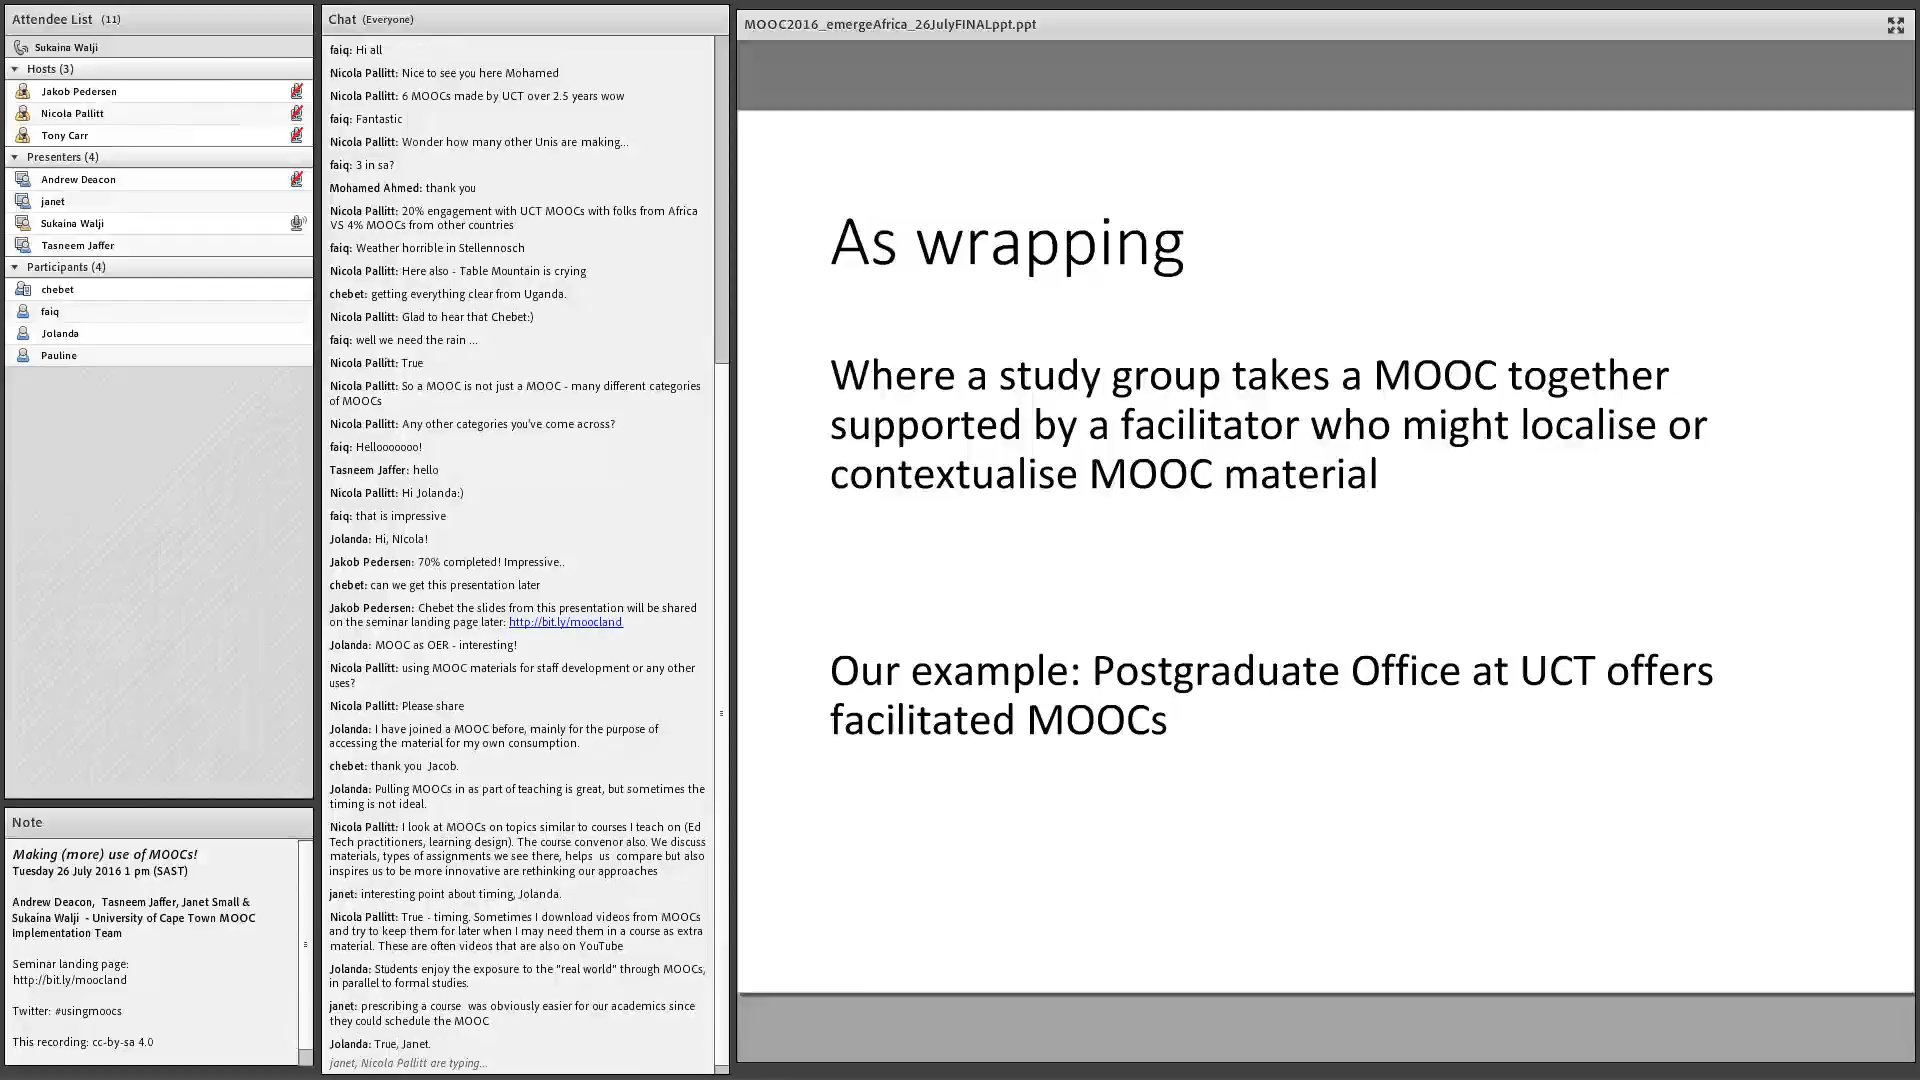 Attendee List (11)
Sukaina Walji
Hosts (3)
Jakob Pedersen
Nicola Pallitt
Tony Carr
Presenters (4)
Andrew Deacon
janet
Sukaina Walji
Tasneem Jaffer
Participants (4)
chebet
faiq
Jolanda
Pauline
Note
Making (more) use of MOOCs!
Tuesday 26 July 2016 1 pm (SAST)
Andrew Deacon, Tasneem Jaffer, Janet Small &
Sukaina Walji - University of Cape Town MOOC
Implementation Team
Seminar landing page:
http://bit.ly/moocland
Twitter: #usingmoocs
This recording: cc-by-sa 4.0
Chat (Everyone)
faiq: Hi all
Nicola Pallitt: Nice to see you here Mohamed
Nicola Pallitt: 6 MOOCs made by UCT over 2.5 years wow
faiq: Fantastic
Nicola Pallitt: Wonder how many other Unis are making...
faiq: 3 in sa?
Mohamed Ahmed: thank you
Nicola Pallitt: 20% engagement with UCT MOOCs with folks from Africa
VS 4% MOOCs from other countries
faiq: Weather horrible in Stellennosch
Nicola Pallitt: Here also - Table Mountain is crying
chebet: getting everything clear from Uganda.
Nicola Pallitt: Glad to hear that Chebet:)
faiq: well we need the rain ...
Nicola Pallitt: True
Nicola Pallitt: So a MOOC is not just a MOOC - many different categories
of MOOCs
Nicola Pallitt: Any other categories you've come across?
faiq: Hellooooooo!
Tasneem Jaffer: hello
Nicola Pallitt: Hi Jolanda:)
faiq: that is impressive
Jolanda: Hi, NIcola!
Jakob Pedersen: 70% completed! Impressive..
chebet: can we get this presentation later
Jakob Pedersen: Chebet the slides from this presentation will be shared
on the seminar landing page later: http://bit.ly/moocland
Jolanda: MOOC as OER - interesting!
Nicola Pallitt: using MOOC materials for staff development or any other
uses?
Nicola Pallitt: Please share
Jolanda: I have joined a MOOC before, mainly for the purpose of
accessing the material for my own consumption.
chebet: thank you Jacob.
Jolanda: Pulling MOOCs in as part of teaching is great, but sometimes the
timing is not ideal.
Nicola Pallitt: I look at MOOCs on topics similar to courses I teach on (Ed
Tech practitioners, learning design). The course convenor also. We discuss
materials, types of assignments we see there, helps us compare but also
inspires us to be more innovative are rethinking our approaches
janet: interesting point about timing, Jolanda.
Nicola Pallitt: True - timing. Sometimes I download videos from MOOCs
and try to keep them for later when I may need them in a course as extra
material. These are often videos that are also on YouTube
Jolanda: Students enjoy the exposure to the "real world" through MOOCs,
in parallel to formal studies.
janet: prescribing a course was obviously easier for our academics since
they could schedule the MOOC
Jolanda: True, Janet.
janet, Nicola Pallitt are typing...
MOOC2016_emergeAfrica_26JulyFINALppt.ppt
As wrapping
Where a study group takes a MOOC together
supported by a facilitator who might localise or
contextualise MOOC material
Our example: Postgraduate Office at UCT offers
facilitated MOOCs